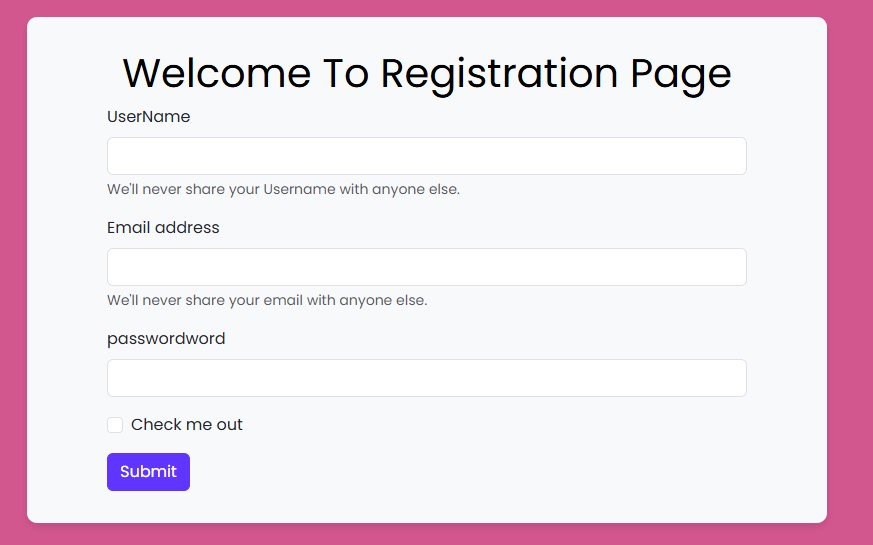 Welcome To Registration Page
UserName
We'll never share your Username with anyone else.
Email address
We'll never share your email with anyone else.
passwordword
Check me out
Submit